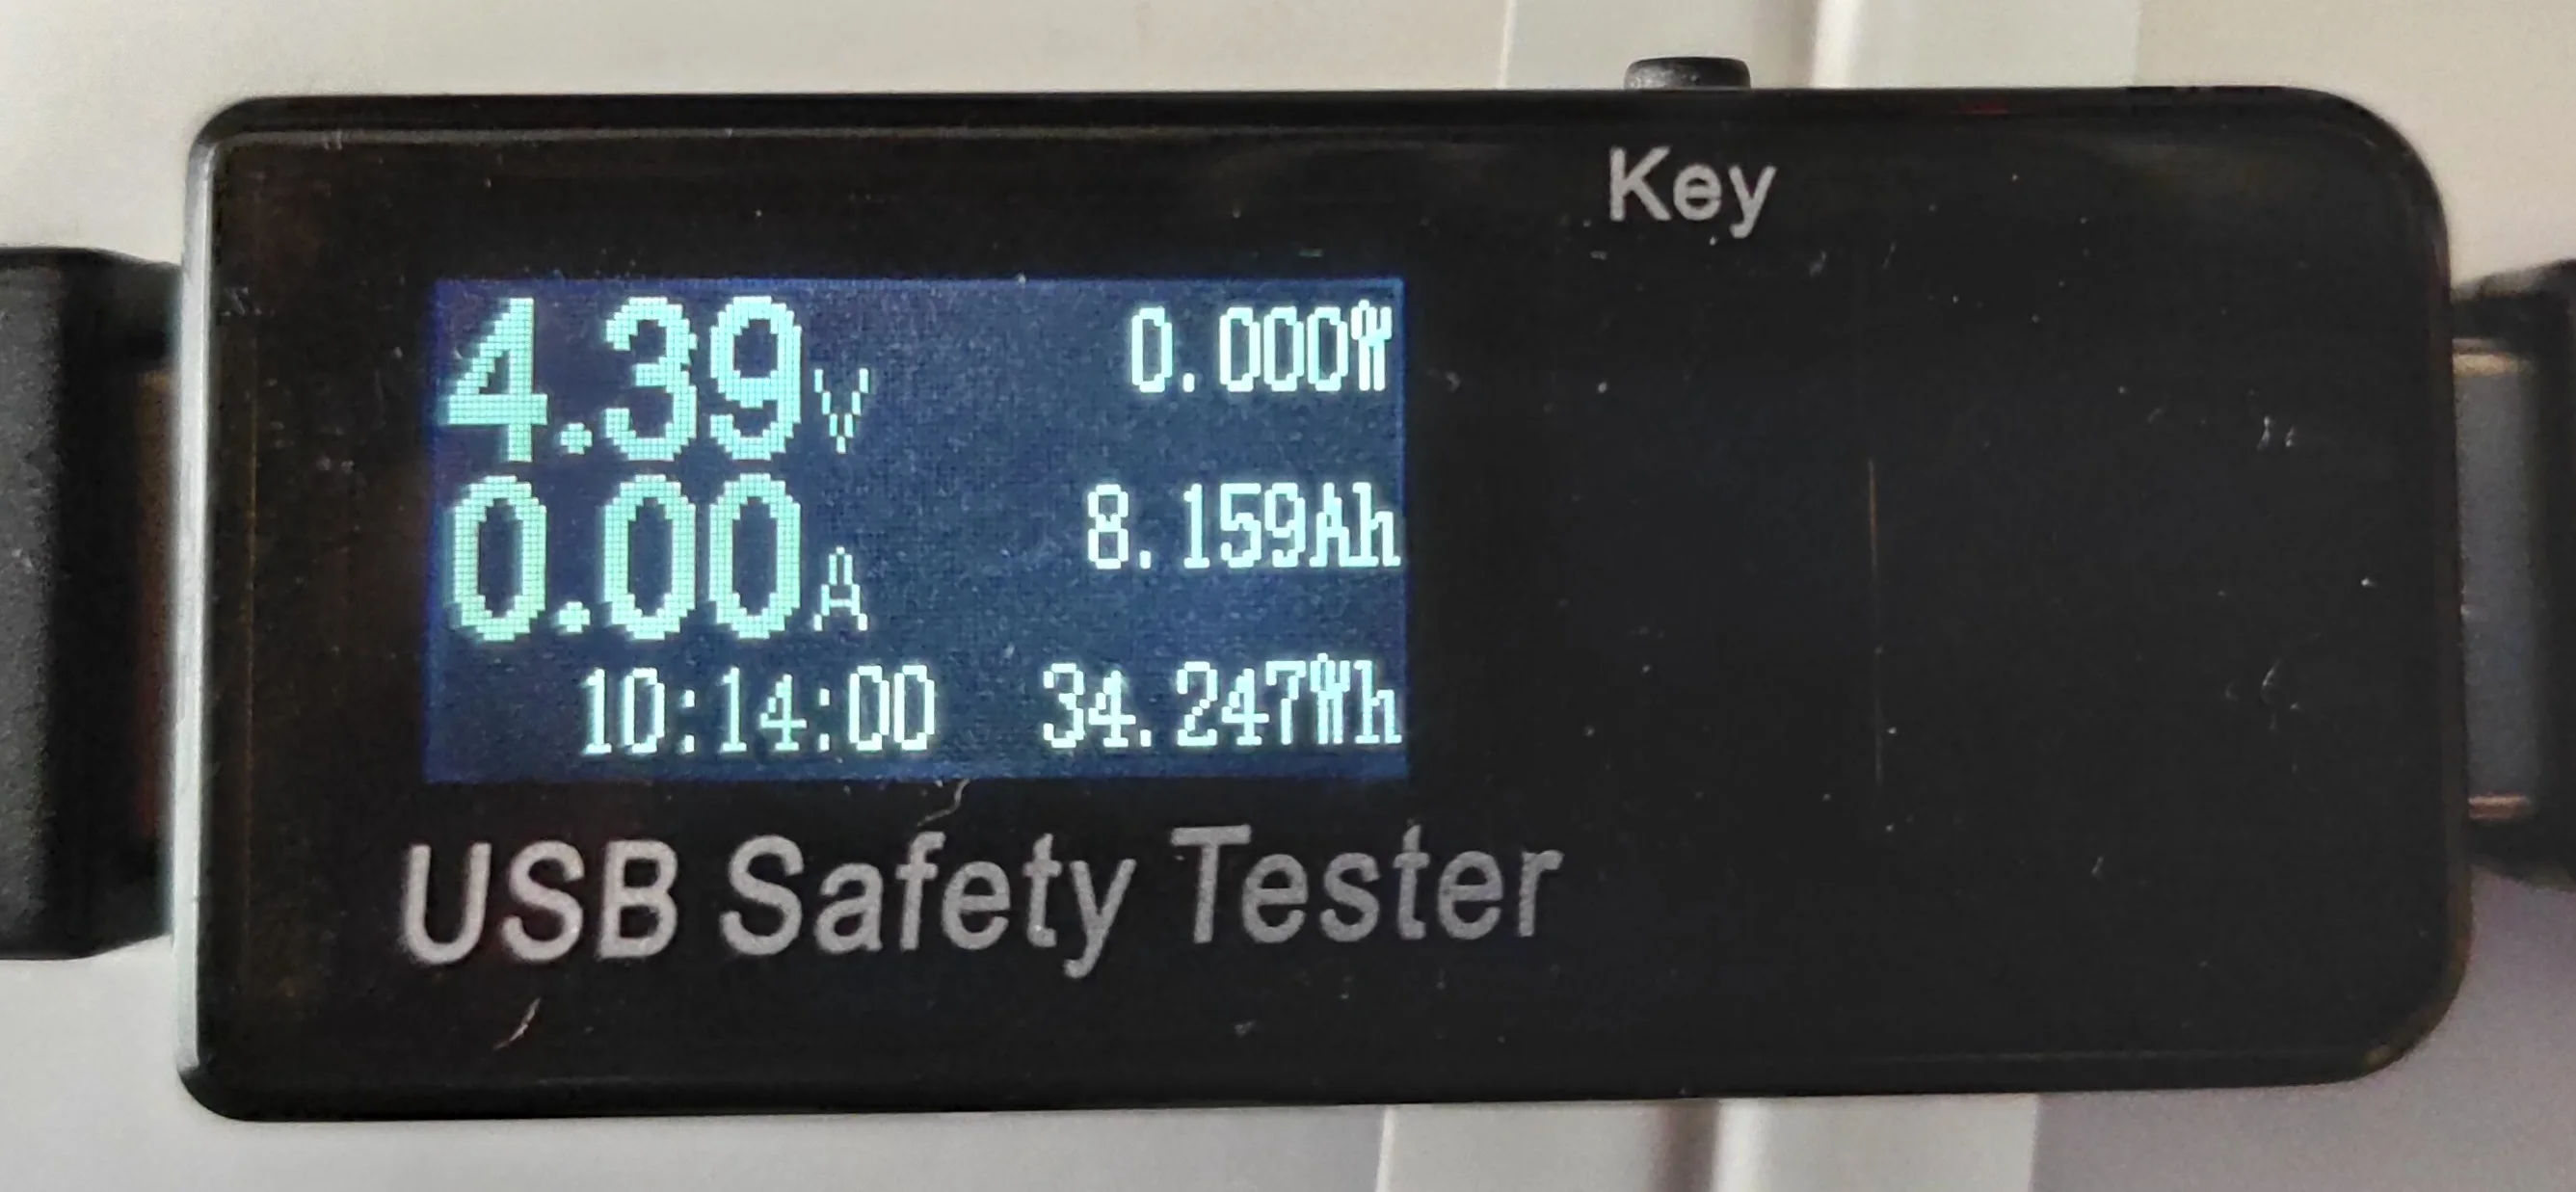 Key
4.39V 0.000W
0.00A 8.159Ah
10:14:00 34.247Wh
USB Safety Tester